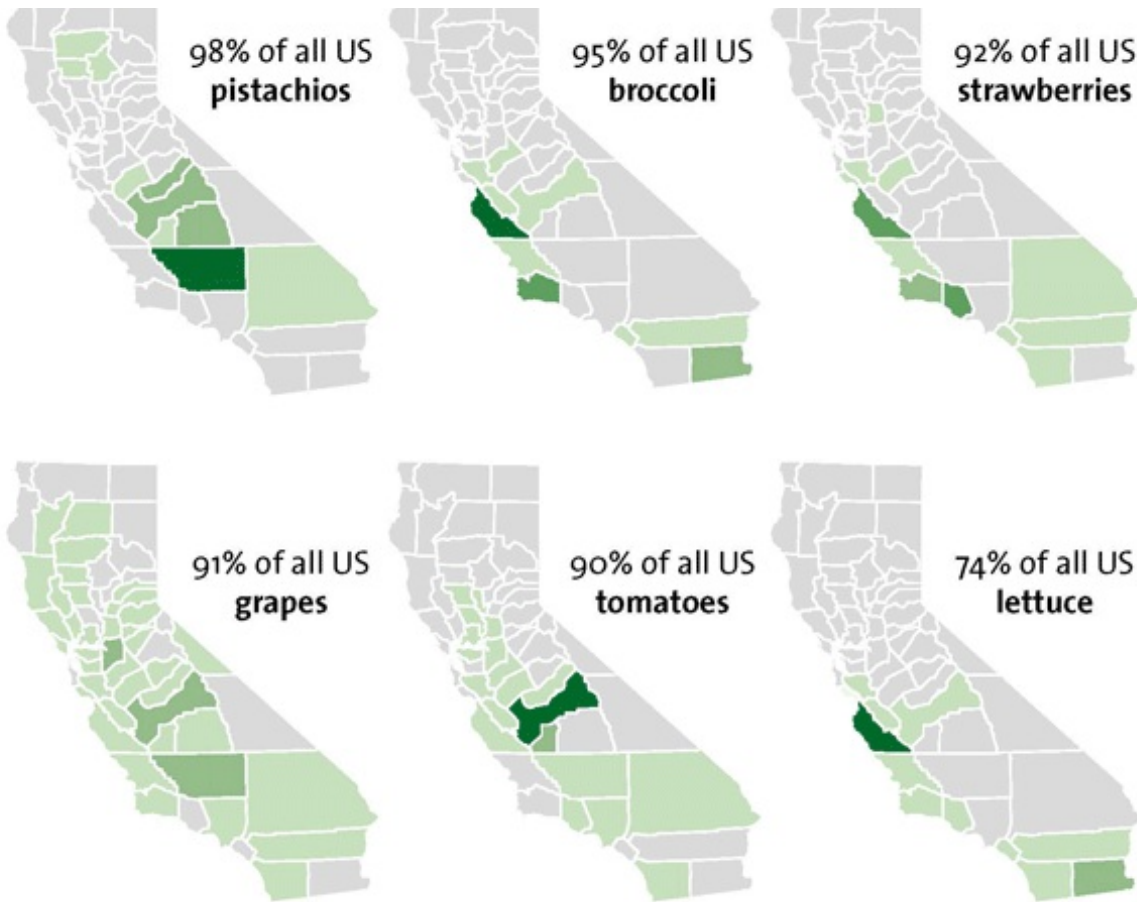 98% of all US
pistachios
95% of all US
broccoli
92% of all US
strawberries
91% of all US
grapes
90% of all US
tomatoes
74% of all US
lettuce